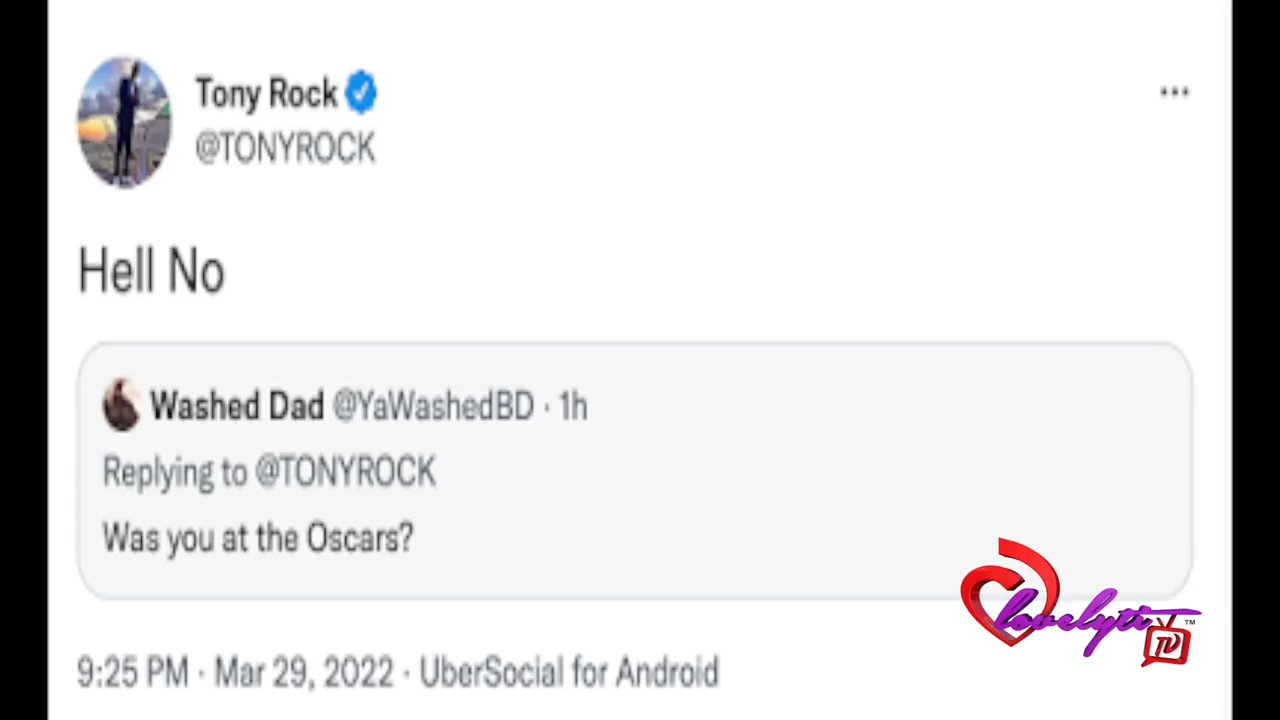 Tony Rock
@TONYROCK
Hell No
Washed Dad @YaWashedBD · 1h
Replying to @TONYROCK
Was you at the Oscars?
lovelyti TV™
9:25 PM · Mar 29, 2022 · UberSocial for Android